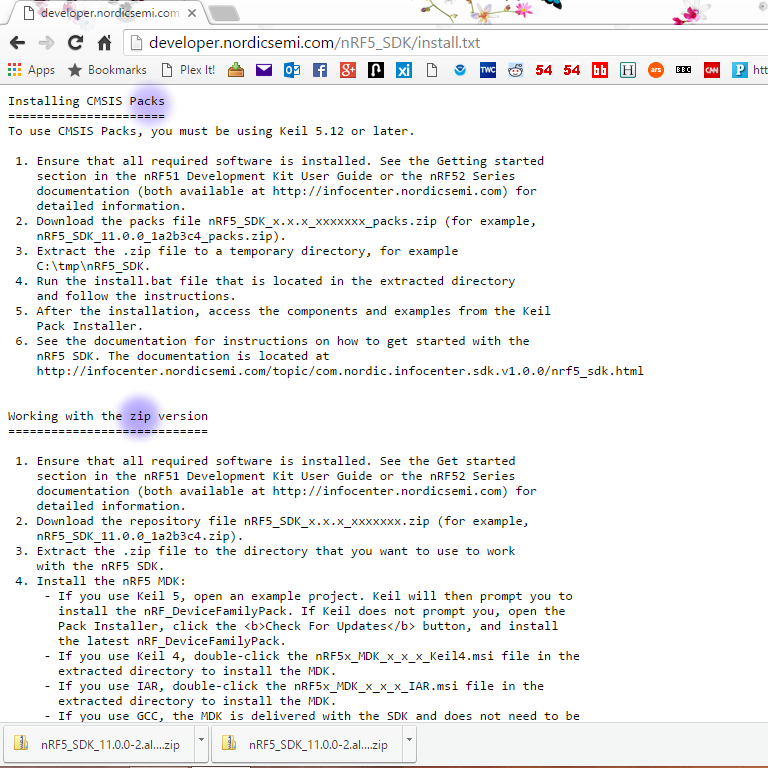 developer.nordicsemi.com
developer.nordicsemi.com/nRF5_SDK/install.txt
Apps Bookmarks Plex It! 54 54 BBC CNN htt
Installing CMSIS Packs
======================
To use CMSIS Packs, you must be using Keil 5.12 or later.
1. Ensure that all required software is installed. See the Getting started
section in the nRF51 Development Kit User Guide or the nRF52 Series
documentation (both available at http://infocenter.nordicsemi.com) for
detailed information.
2. Download the packs file nRF5_SDK_x.x.x_xxxxxxx_packs.zip (for example,
nRF5_SDK_11.0.0_1a2b3c4_packs.zip).
3. Extract the .zip file to a temporary directory, for example
C:\tmp\nRF5_SDK.
4. Run the install.bat file that is located in the extracted directory
and follow the instructions.
5. After the installation, access the components and examples from the Keil
Pack Installer.
6. See the documentation for instructions on how to get started with the
nRF5 SDK. The documentation is located at
http://infocenter.nordicsemi.com/topic/com.nordic.infocenter.sdk.v1.0.0/nrf5_sdk.html
Working with the zip version
============================
1. Ensure that all required software is installed. See the Get started
section in the nRF51 Development Kit User Guide or the nRF52 Series
documentation (both available at http://infocenter.nordicsemi.com) for
detailed information.
2. Download the repository file nRF5_SDK_x.x.x_xxxxxxx.zip (for example,
nRF5_SDK_11.0.0_1a2b3c4.zip).
3. Extract the .zip file to the directory that you want to use to work
with the nRF5 SDK.
4. Install the nRF5 MDK:
- If you use Keil 5, open an example project. Keil will then prompt you to
install the nRF_DeviceFamilyPack. If Keil does not prompt you, open the
Pack Installer, click the <b>Check For Updates</b> button, and install
the latest nRF_DeviceFamilyPack.
- If you use Keil 4, double-click the nRF5x_MDK_x_x_x_Keil4.msi file in the
extracted directory to install the MDK.
- If you use IAR, double-click the nRF5x_MDK_x_x_x_IAR.msi file in the
extracted directory to install the MDK.
- If you use GCC, the MDK is delivered with the SDK and does not need to be
nRF5_SDK_11.0.0-2.al....zip nRF5_SDK_11.0.0-2.al....zip